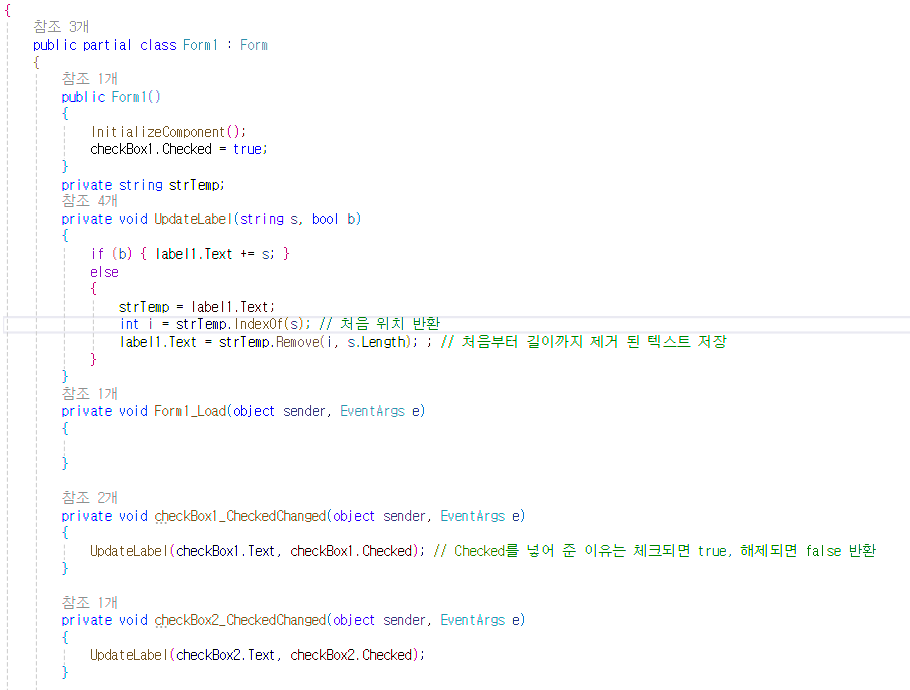 {
참조 3개
public partial class Form1 : Form
{
참조 1개
public Form1()
{
InitializeComponent();
checkBox1.Checked = true;
}
private string strTemp;
참조 4개
private void UpdateLabel(string s, bool b)
{
if (b) { label1.Text += s; }
else
{
strTemp = label1.Text;
int i = strTemp.IndexOf(s); // 처음 위치 반환
label1.Text = strTemp.Remove(i, s.Length); ; // 처음부터 길이까지 제거 된 텍스트 저장
}
}
참조 1개
private void Form1_Load(object sender, EventArgs e)
{
}
참조 2개
private void checkBox1_CheckedChanged(object sender, EventArgs e)
{
UpdateLabel(checkBox1.Text, checkBox1.Checked); // Checked를 넣어 준 이유는 체크되면 true, 해제되면 false 반환
}
참조 1개
private void checkBox2_CheckedChanged(object sender, EventArgs e)
{
UpdateLabel(checkBox2.Text, checkBox2.Checked);
}